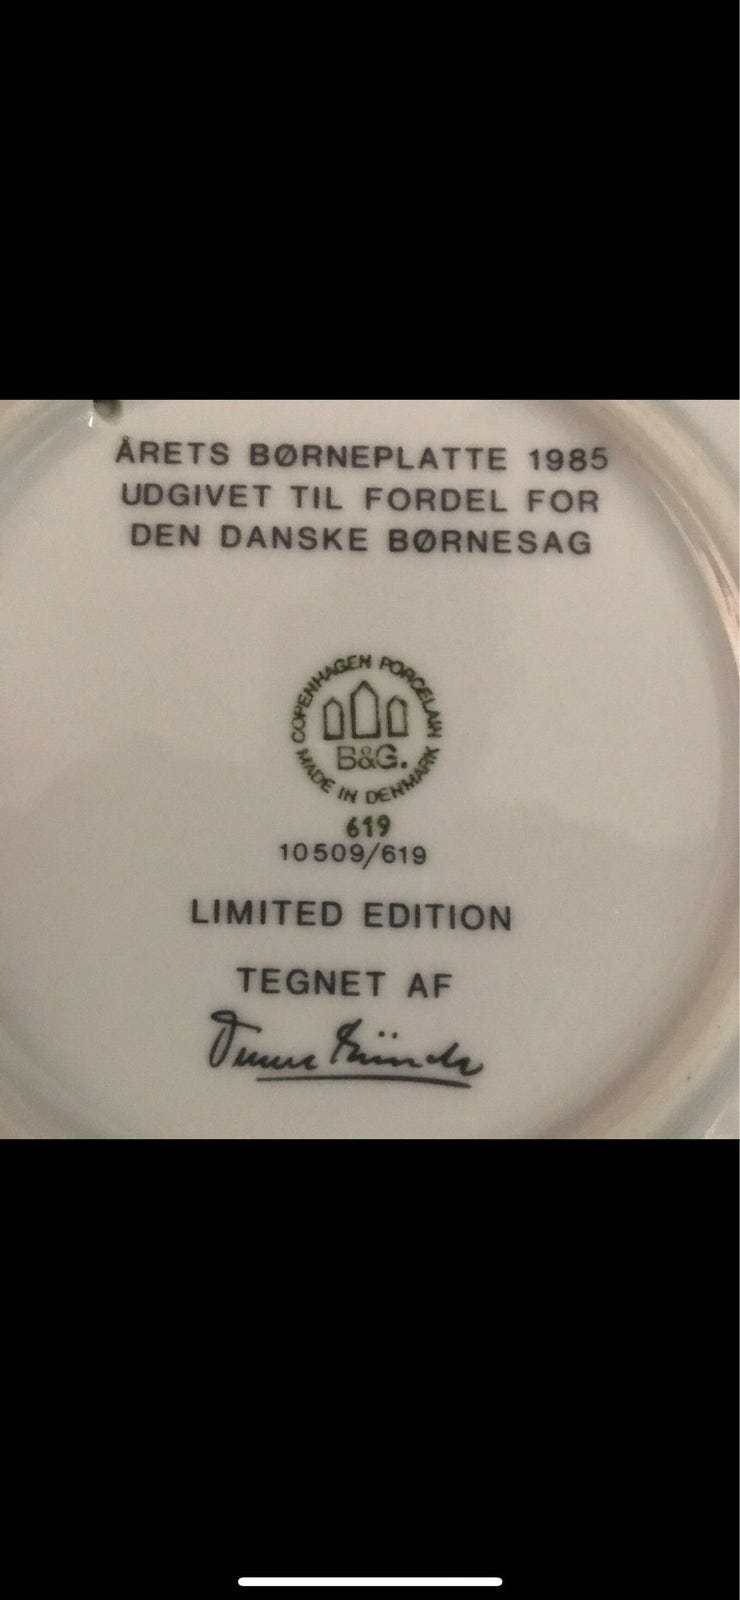 ÅRETS BØRNEPLATTE 1985
UDGIVET TIL FORDEL FOR
DEN DANSKE BØRNESAG
COPENHAGEN PORCELAIN
B&G.
MADE IN DENMARK
619
10509/619
LIMITED EDITION
TEGNET AF